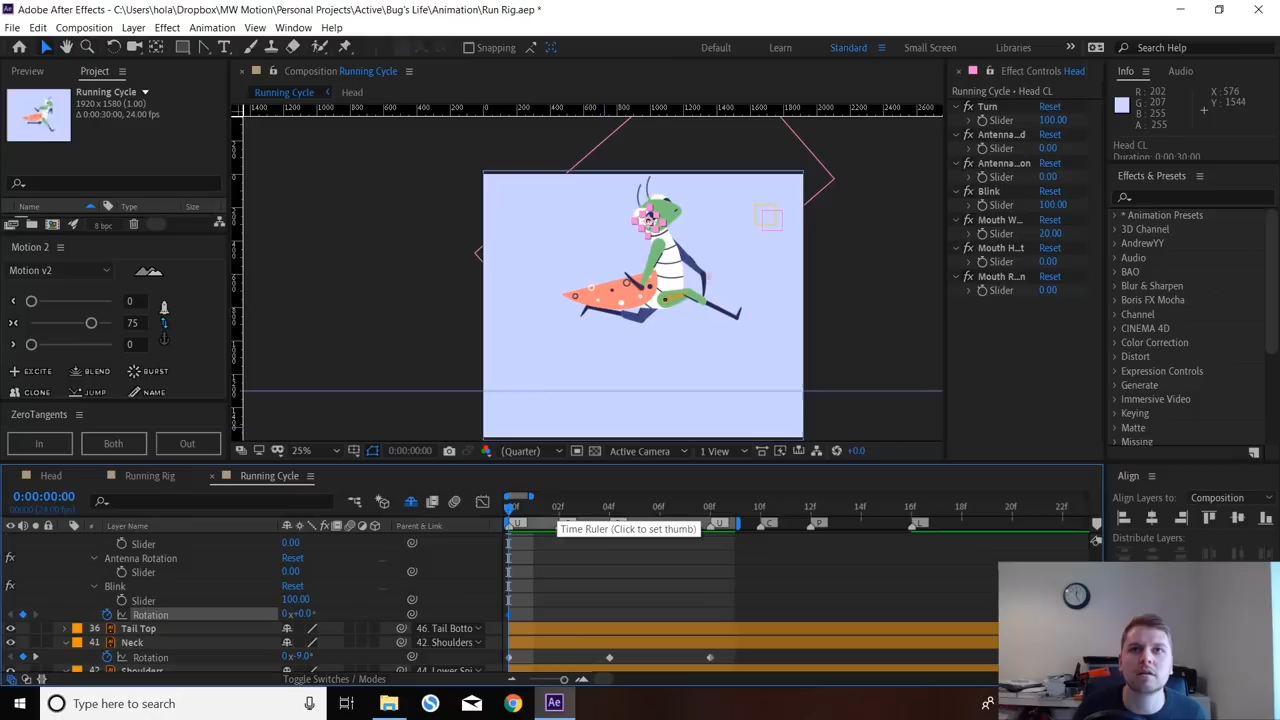 Adobe After Effects - C:\Users\hola\Dropbox\MW Motion\Personal Projects\Active\Bug's Life\Animation\Run Rig.aep *
File Edit Composition Layer Effect Animation View Window Help
Snapping Default Learn Standard Small Screen Libraries Search Help
Preview Project Composition Running Cycle Effect Controls Head Info Audio
Running Cycle Head
Running Cycle
1920 x 1580 (1.00)
Δ 0:00:30:00, 24.00 fps
Running Cycle • Head CL
Turn Reset
Slider 100.00
Antenna...d Reset
Slider 0.00
Antenna...on Reset
Slider 0.00
Blink Reset
Slider 100.00
Mouth W... Reset
Slider 20.00
Mouth H...t Reset
Slider 0.00
Mouth R...n Reset
Slider 0.00
R: 202
G: 207
B: 255
A: 255
X: 576
Y: 1544
Head CL
Duration: 0:00:30:00
Effects & Presets
* Animation Presets
3D Channel
AndrewYY
Audio
BAO
Blur & Sharpen
Boris FX Mocha
Channel
CINEMA 4D
Color Correction
Distort
Expression Controls
Generate
Immersive Video
Keying
Matte
Missing
Name Type Size
8 bpc
Motion 2
Motion v2
0
75
0
EXCITE BLEND BURST
CLONE JUMP NAME
ZeroTangents
In Both Out
25% 0:00:00:00 (Quarter) Active Camera 1 View +0.0
Head Running Rig Running Cycle
0:00:00:00
Layer Name Parent & Link
02f 04f 06f 08f 10f 12f 14f 16f 18f 20f 22f
U U C P L
Time Ruler (Click to set thumb)
Slider 0.00
Antenna Rotation Reset
Slider 0.00
Blink Reset
Slider 100.00
Rotation 0x+0.0°
36 Tail Top 46. Tail Botto
41 Neck 42. Shoulders
Rotation 0x-9.0°
Toggle Switches / Modes
Align
Align Layers to: Composition
Distribute Layers:
Type here to search
Ae